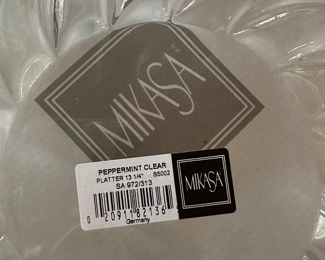 MIKASA
PEPPERMINT CLEAR
PLATTER 13 1/4" S5002
SA 972/313
0 20911 82136
Germany
MIKASA